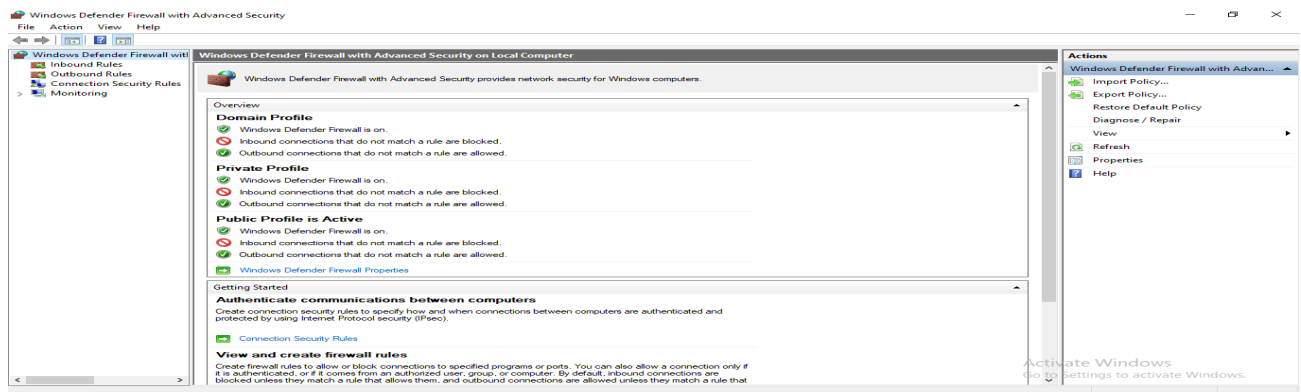 Windows Defender Firewall with Advanced Security
File Action View Help
Windows Defender Firewall with
Inbound Rules
Outbound Rules
Connection Security Rules
Monitoring
Windows Defender Firewall with Advanced Security on Local Computer
Windows Defender Firewall with Advanced Security provides network security for Windows computers.
Overview
Domain Profile
Windows Defender Firewall is on.
Inbound connections that do not match a rule are blocked.
Outbound connections that do not match a rule are allowed.
Private Profile
Windows Defender Firewall is on.
Inbound connections that do not match a rule are blocked.
Outbound connections that do not match a rule are allowed.
Public Profile is Active
Windows Defender Firewall is on.
Inbound connections that do not match a rule are blocked.
Outbound connections that do not match a rule are allowed.
Windows Defender Firewall Properties
Getting Started
Authenticate communications between computers
Create connection security rules to specify how and when connections between computers are authenticated and
protected by using Internet Protocol security (IPsec).
Connection Security Rules
View and create firewall rules
Create firewall rules to allow or block connections to specified programs or ports. You can also allow a connection only if
it is authenticated, or if it comes from an authorized user, group, or computer. By default, inbound connections are
blocked unless they match a rule that allows them, and outbound connections are allowed unless they match a rule that
Actions
Windows Defender Firewall with Advan...
Import Policy...
Export Policy...
Restore Default Policy
Diagnose / Repair
View
Refresh
Properties
Help
Activate Windows
Go to Settings to activate Windows.